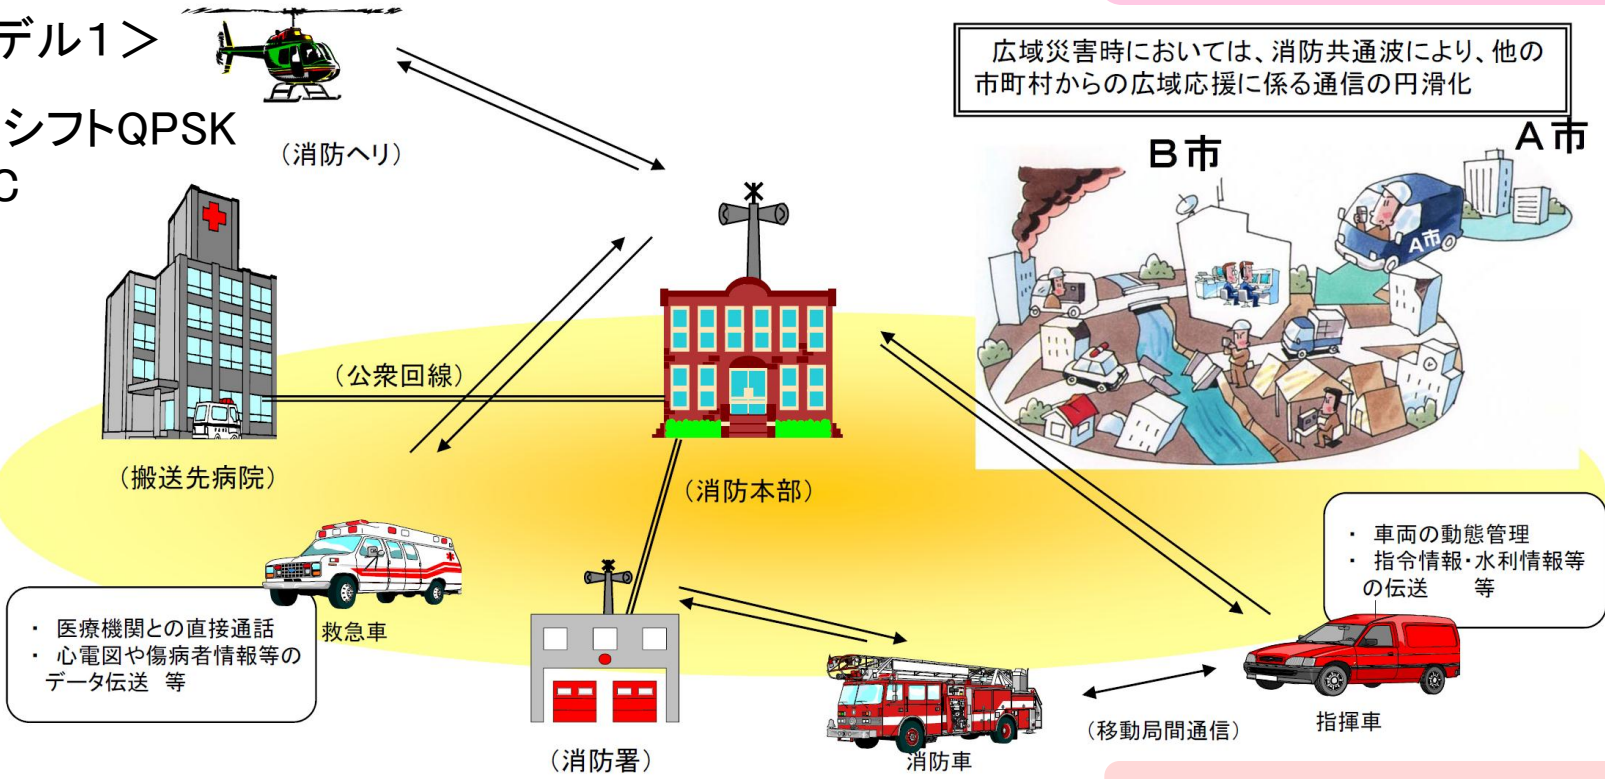 デル１＞
シフトQPSK
C
（消防ヘリ）
広域災害時においては、消防共通波により、他の
市町村からの広域応援に係る通信の円滑化
B市
A市
A市
（公衆回線）
（搬送先病院）
（消防本部）
・ 車両の動態管理
・ 指令情報・水利情報等
の伝送　等
・ 医療機関との直接通話
・ 心電図や傷病者情報等の
データ伝送　等
救急車
（消防署）
消防車
（移動局間通信）
指揮車